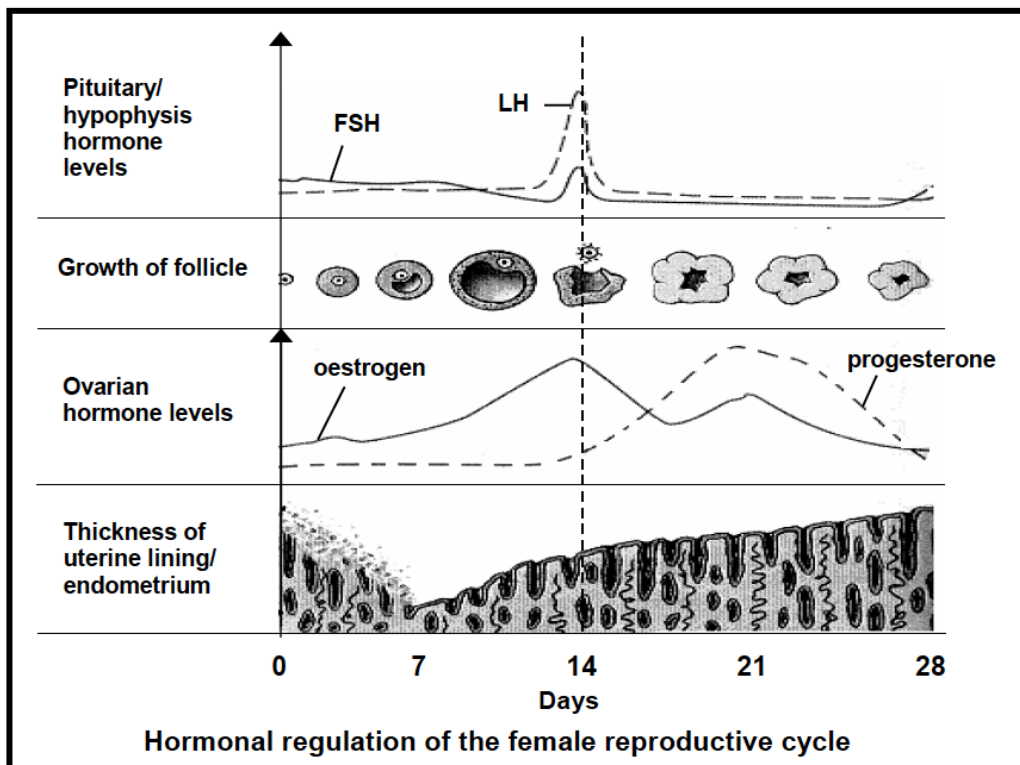 Pituitary/
hypophysis
hormone
levels
FSH
LH
Growth of follicle
Ovarian
hormone levels
oestrogen
progesterone
Thickness of
uterine lining/
endometrium
0 7 14 21 28
Days
Hormonal regulation of the female reproductive cycle